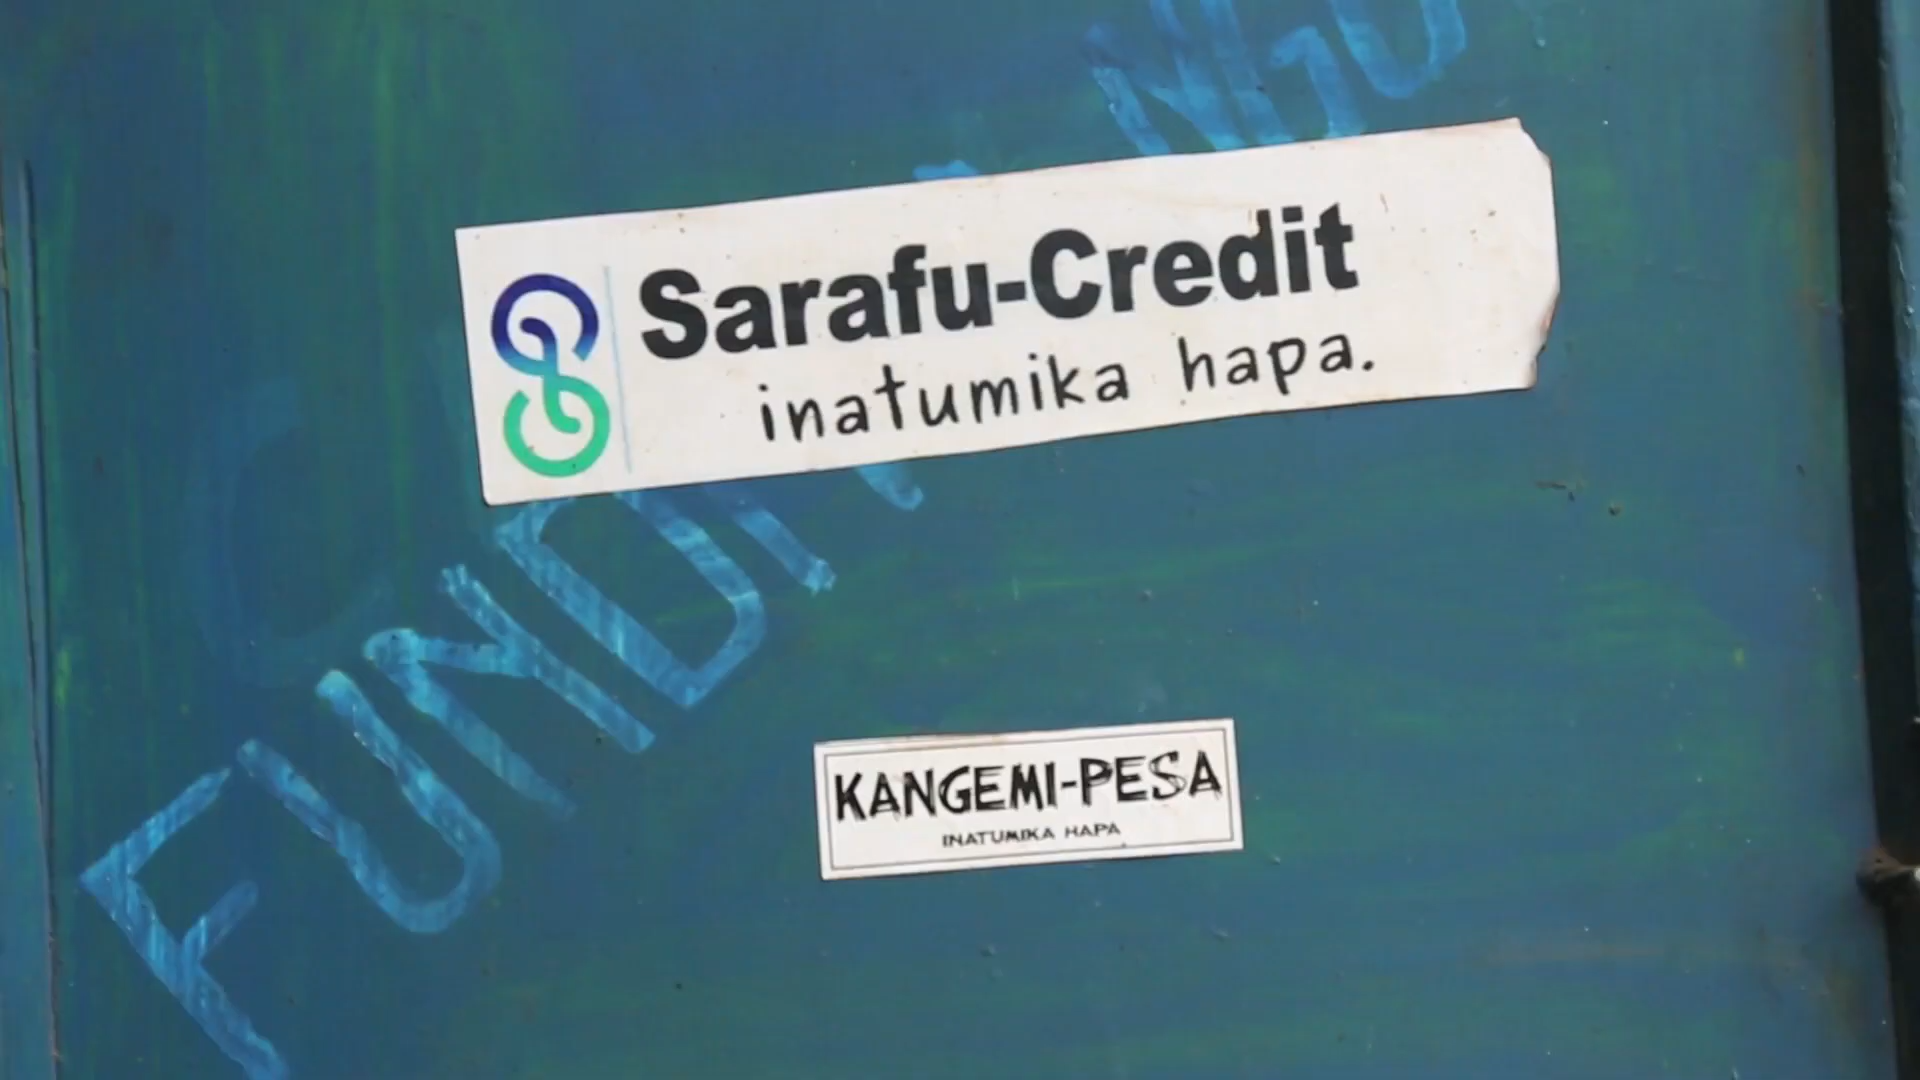 Sarafu-Credit
inatumika hapa.
KANGEMI-PESA
INATUMIKA HAPA
FUNDI